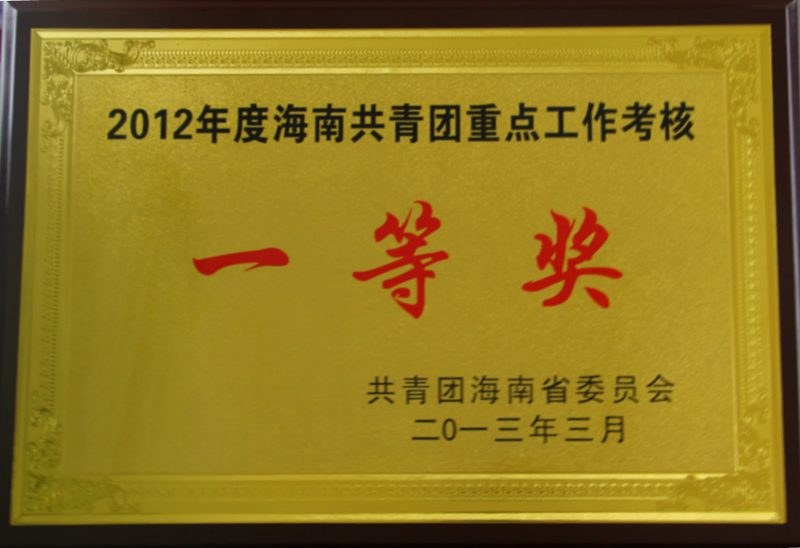 2012年度海南共青团重点工作考核
一等奖
共青团海南省委员会
二0一三年三月